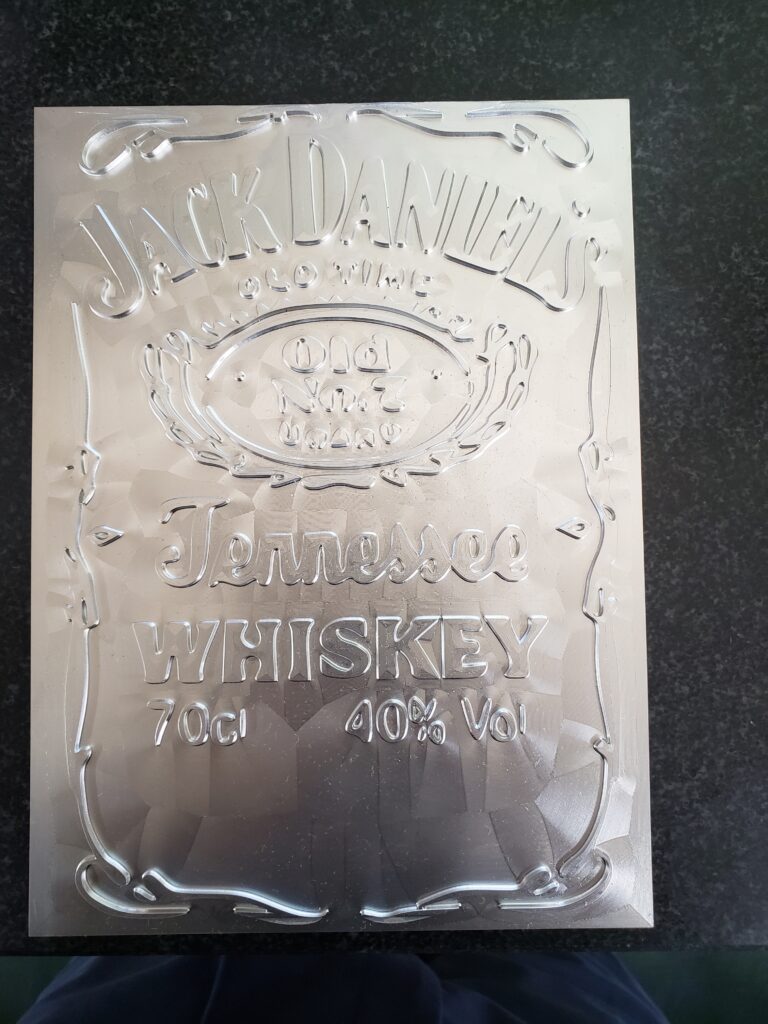 JACK DANIEL'S
OLD TIME
Old
No.7
Tennessee
WHISKEY
70cl 40% Vol